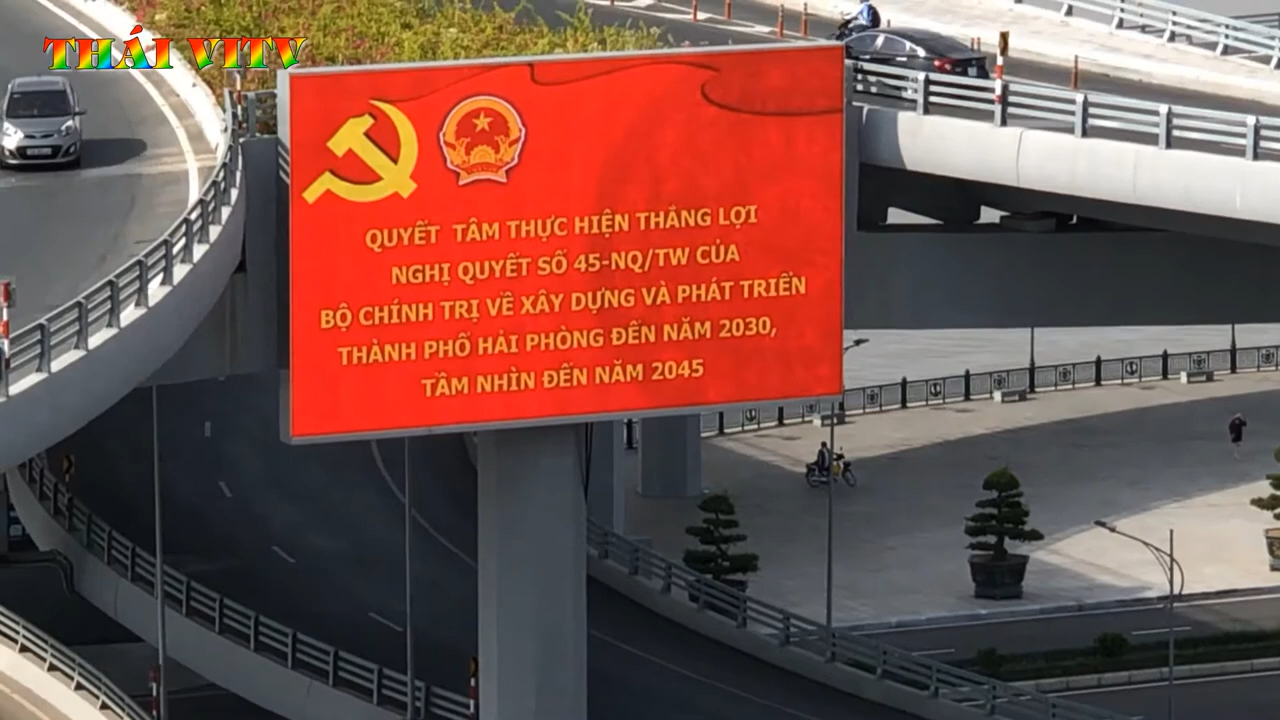 THÁI VITV
QUYẾT TÂM THỰC HIỆN THẮNG LỢI
NGHỊ QUYẾT SỐ 45-NQ/TW CỦA
BỘ CHÍNH TRỊ VỀ XÂY DỰNG VÀ PHÁT TRIỂN
THÀNH PHỐ HẢI PHÒNG ĐẾN NĂM 2030,
TẦM NHÌN ĐẾN NĂM 2045